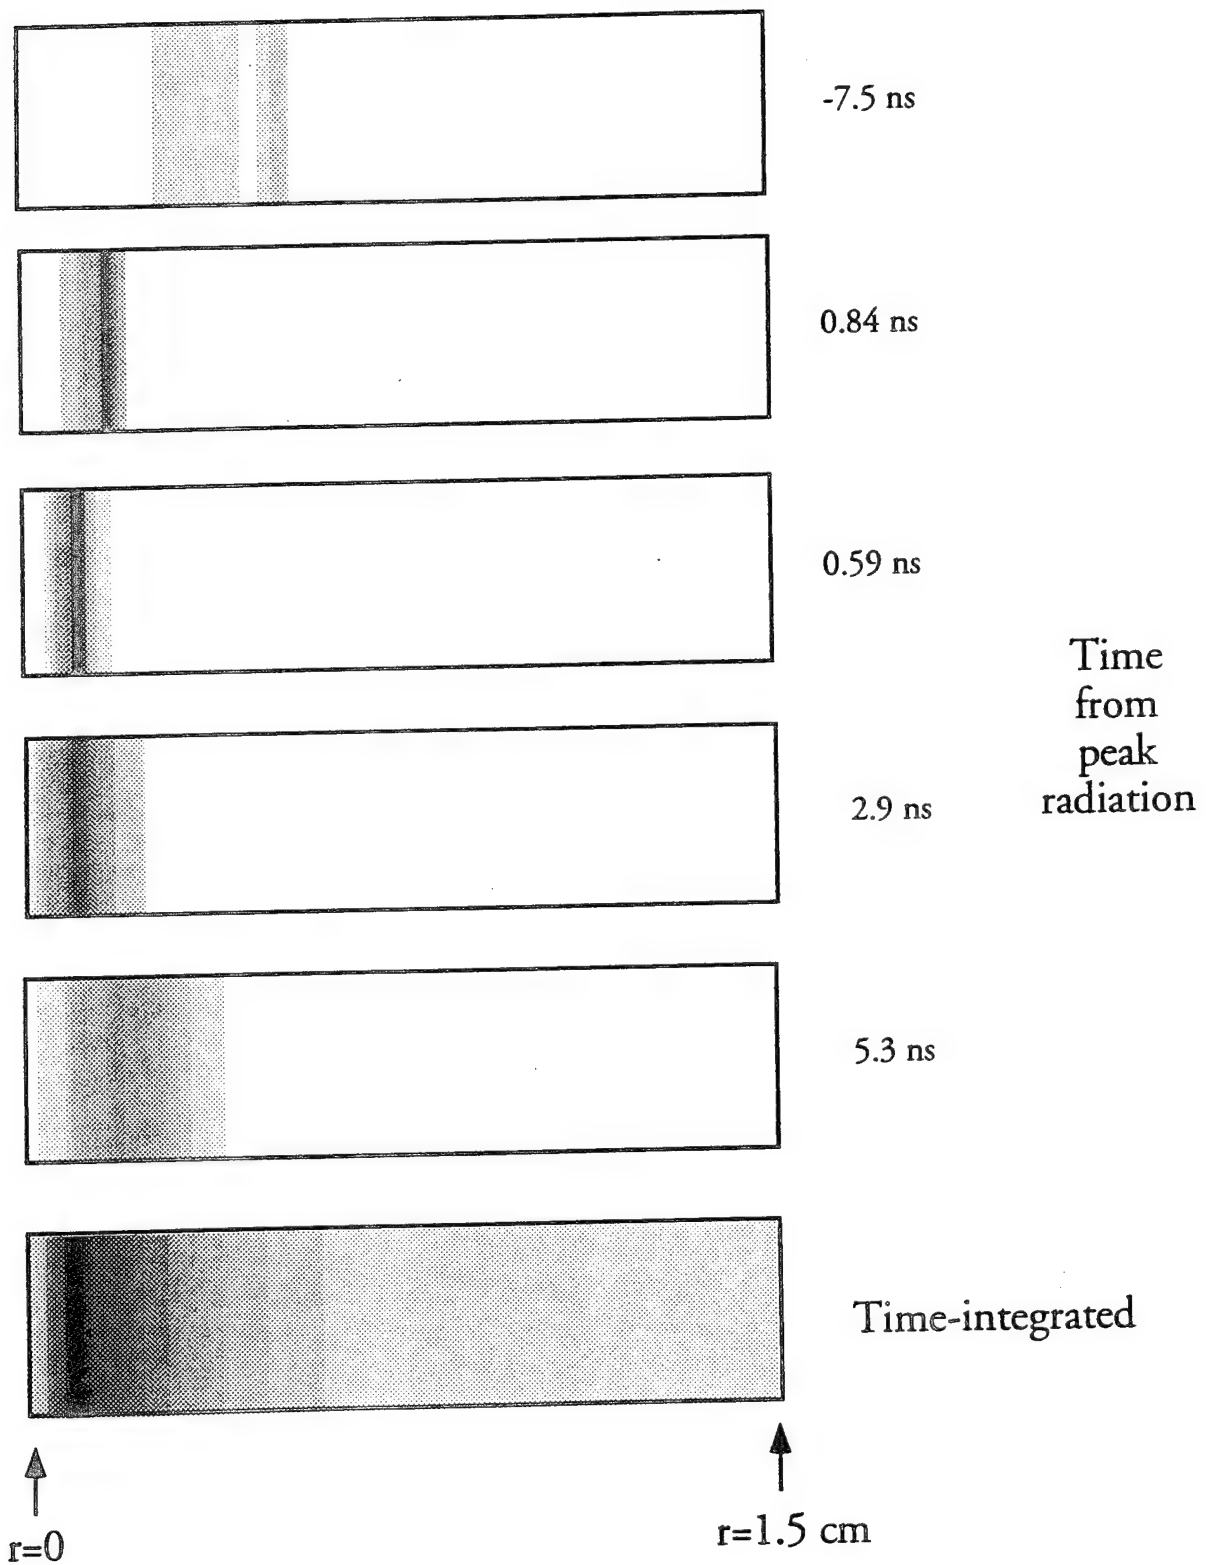 -7.5 ns
0.84 ns
0.59 ns
Time
from
peak
radiation
2.9 ns
5.3 ns
Time-integrated
r=0
r=1.5 cm